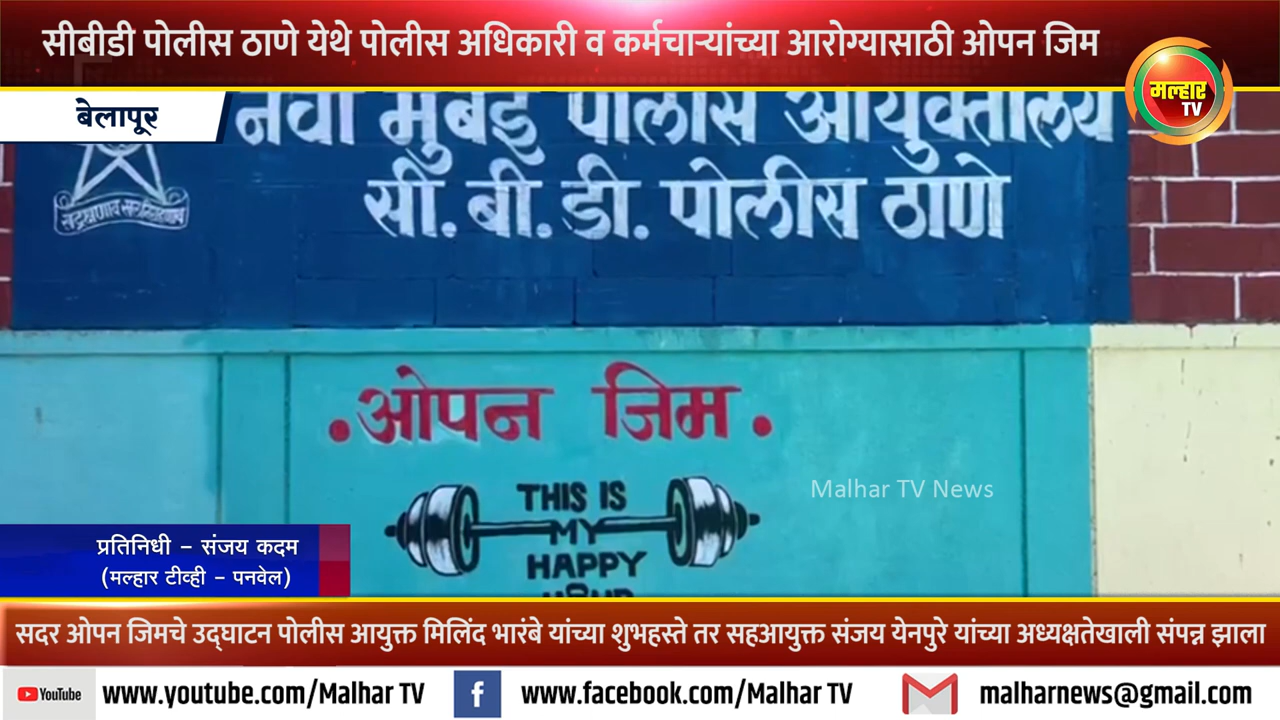 सीबीडी पोलीस ठाणे येथे पोलीस अधिकारी व कर्मचाऱ्यांच्या आरोग्यासाठी ओपन जिम
मल्हार
TV
बेलापूर
नवी मुंबई पोलीस आयुक्तालय
सी. बी. डी. पोलीस ठाणे
• ओपन जिम •
THIS IS
MY
HAPPY
Malhar TV News
प्रतिनिधी - संजय कदम
(मल्हार टीव्ही - पनवेल)
सदर ओपन जिमचे उद्घाटन पोलीस आयुक्त मिलिंद भारंबे यांच्या शुभहस्ते तर सहआयुक्त संजय येनपुरे यांच्या अध्यक्षतेखाली संपन्न झाला
YouTube www.youtube.com/Malhar TV f www.facebook.com/Malhar TV malharnews@gmail.com